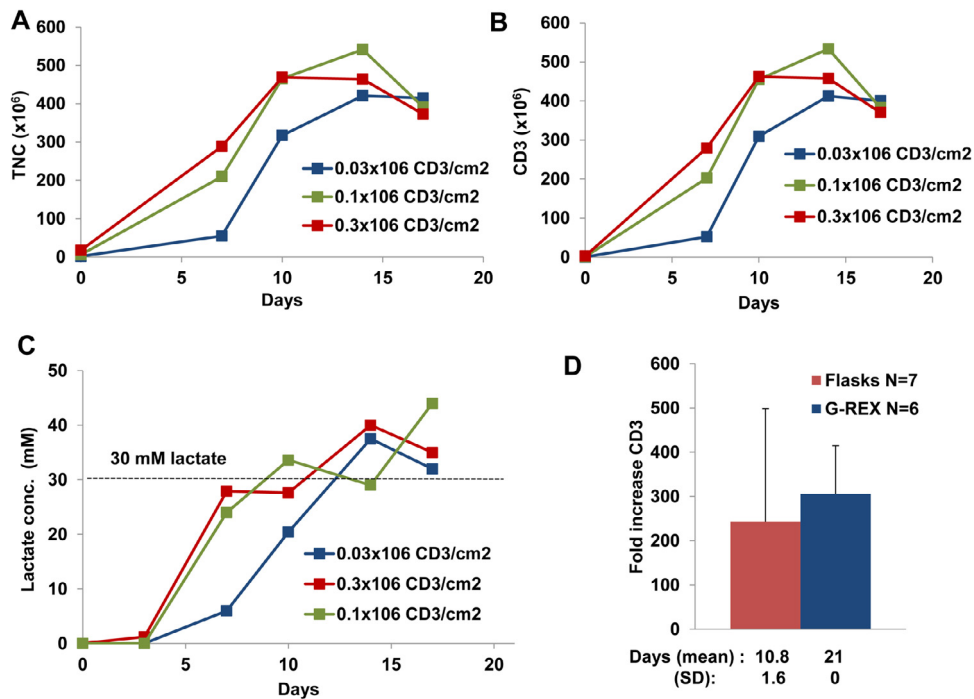 A
TNC (x10⁶)
600
500
400
300
200
100
0
0 5 10 15 20
Days
0.03x106 CD3/cm2
0.1x106 CD3/cm2
0.3x106 CD3/cm2
B
CD3 (x10⁶)
600
500
400
300
200
100
0
0 5 10 15 20
Days
0.03x106 CD3/cm2
0.1x106 CD3/cm2
0.3x106 CD3/cm2
C
Lactate conc. (mM)
50
40
30
20
10
0
0 5 10 15 20
Days
30 mM lactate
0.03x106 CD3/cm2
0.3x106 CD3/cm2
0.1x106 CD3/cm2
D
Fold increase CD3
600
500
400
300
200
100
0
Flasks N=7
G-REX N=6
Days (mean) : 10.8 21
(SD): 1.6 0